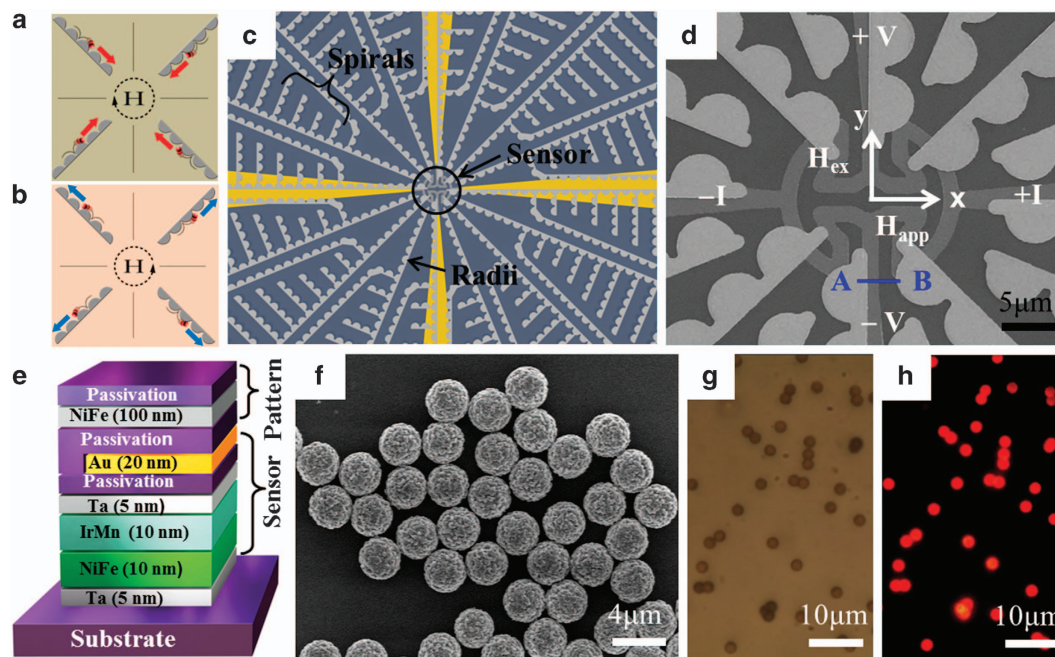 a
H
b
H
c
Spirals
Sensor
Radii
d
+ V
y
Hex
–I
x
+I
Happ
A
B
– V
5μm
e
Passivation
NiFe (100 nm)
Passivation
Au (20 nm)
Passivation
Ta (5 nm)
IrMn (10 nm)
NiFe (10 nm)
Ta (5 nm)
Substrate
Pattern
Sensor
f
4μm
g
10μm
h
10μm